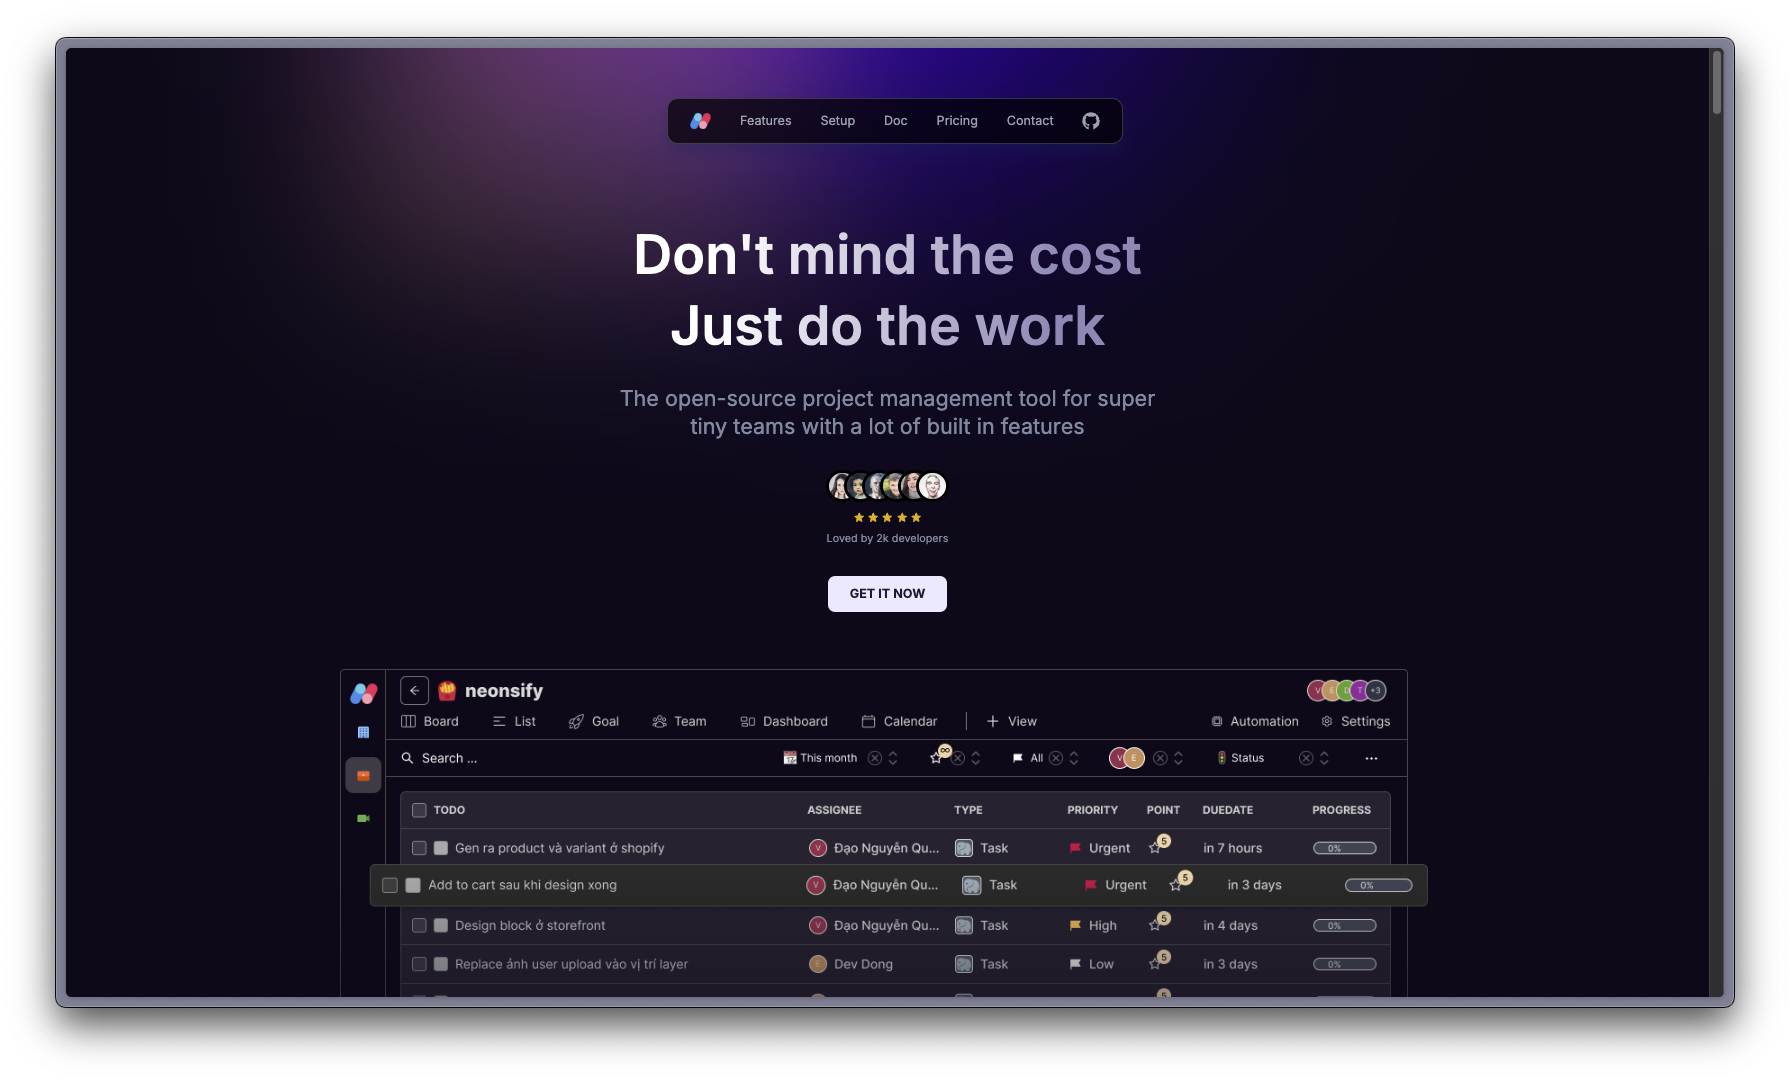 Features Setup Doc Pricing Contact
Don't mind the cost
Just do the work
The open-source project management tool for super
tiny teams with a lot of built in features
Loved by 2k developers
GET IT NOW
neonsify
V E D T +3
Board List Goal Team Dashboard Calendar View Automation Settings
Search ... This month ∞ All V E Status
TODO ASSIGNEE TYPE PRIORITY POINT DUEDATE PROGRESS
Gen ra product và variant ở shopify V Đạo Nguyễn Qu... Task Urgent 5 in 7 hours 0%
Add to cart sau khi design xong V Đạo Nguyễn Qu... Task Urgent 5 in 3 days 0%
Design block ở storefront V Đạo Nguyễn Qu... Task High 5 in 4 days 0%
Replace ảnh user upload vào vị trí layer E Dev Dong Task Low 5 in 3 days 0%